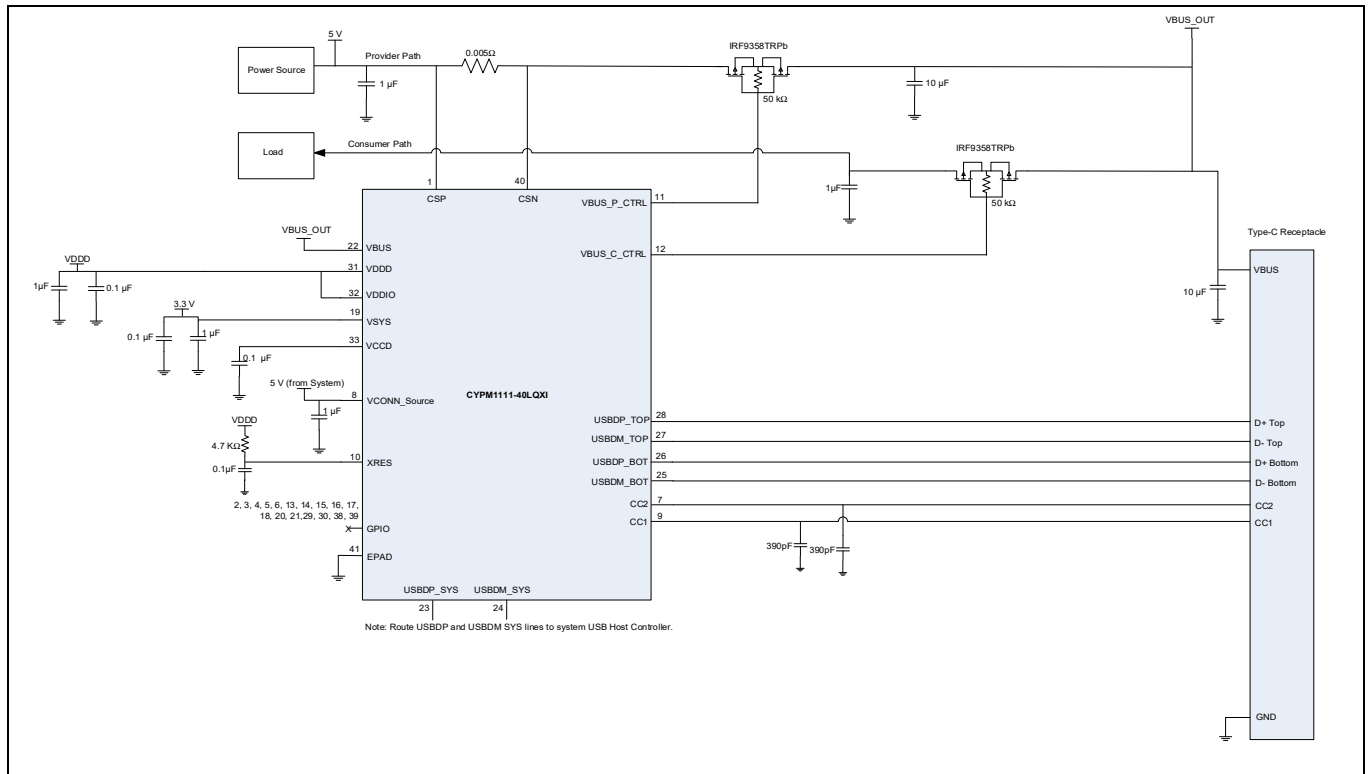 VBUS_OUT
5 V
IRF9358TRPb
Provider Path
0.005Ω
Power Source
1 µF
10 µF
50 kΩ
Load
Consumer Path
IRF9358TRPb
1µF
50 kΩ
1
40
CSP
CSN
VBUS_P_CTRL
11
VBUS_C_CTRL
12
VBUS_OUT
22
VBUS
Type-C Receptacle
VDDD
31
VDDD
VBUS
1µF
0.1 µF
32
VDDIO
10 µF
3.3 V
19
VSYS
0.1 µF
1 µF
33
VCCD
0.1 µF
5 V (from System)
8
VCONN_Source
CYPM1111-40LQXI
1 µF
VDDD
4.7 KΩ
10
XRES
0.1µF
USBDP_TOP
28
D+ Top
USBDM_TOP
27
D- Top
USBDP_BOT
26
D+ Bottom
USBDM_BOT
25
D- Bottom
CC2
7
CC2
CC1
9
CC1
2, 3, 4, 5, 6, 13, 14, 15, 16, 17,
18, 20, 21,29, 30, 38, 39
GPIO
390pF
390pF
41
EPAD
USBDP_SYS
USBDM_SYS
23
24
Note: Route USBDP and USBDM SYS lines to system USB Host Controller.
GND